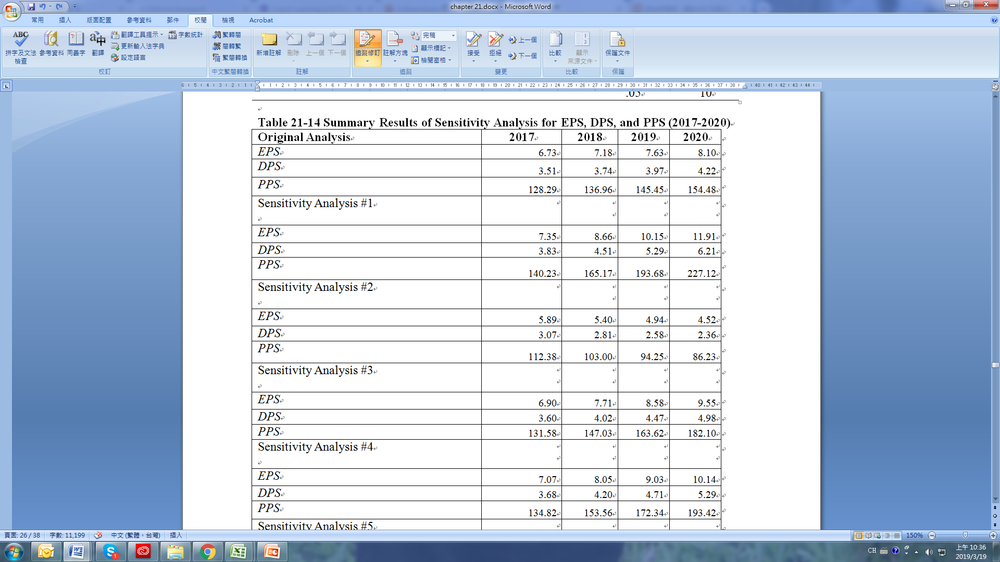 chapter 21.docx - Microsoft Word
常用 插入 版面配置 參考資料 郵件 校閱 檢視 Acrobat
ABC 拼字及文法檢查 參考資料 同義字 翻譯
翻譯工具提示 字數統計
更新輸入法字典
設定語言
校訂
繁轉簡
簡轉繁
繁簡轉換
中文繁簡轉換
新增註解 刪除 上一個 下一個
註解
追蹤修訂 註解方塊
完稿
顯示標記
檢閱窗格
追蹤
接受 拒絕
上一個
下一個
變更
比較 顯示來源文件
比較
保護文件
保護
.05 10
Table 21-14 Summary Results of Sensitivity Analysis for EPS, DPS, and PPS (2017-2020)
Original Analysis 2017 2018 2019 2020
EPS 6.73 7.18 7.63 8.10
DPS 3.51 3.74 3.97 4.22
PPS 128.29 136.96 145.45 154.48
Sensitivity Analysis #1
EPS 7.35 8.66 10.15 11.91
DPS 3.83 4.51 5.29 6.21
PPS 140.23 165.17 193.68 227.12
Sensitivity Analysis #2
EPS 5.89 5.40 4.94 4.52
DPS 3.07 2.81 2.58 2.36
PPS 112.38 103.00 94.25 86.23
Sensitivity Analysis #3
EPS 6.90 7.71 8.58 9.55
DPS 3.60 4.02 4.47 4.98
PPS 131.58 147.03 163.62 182.10
Sensitivity Analysis #4
EPS 7.07 8.05 9.03 10.14
DPS 3.68 4.20 4.71 5.29
PPS 134.82 153.56 172.34 193.42
Sensitivity Analysis #5
頁面: 26 / 38 字數: 11,199 中文 (繁體，台灣) 插入 150%
CH 上午 10:36
2019/3/19